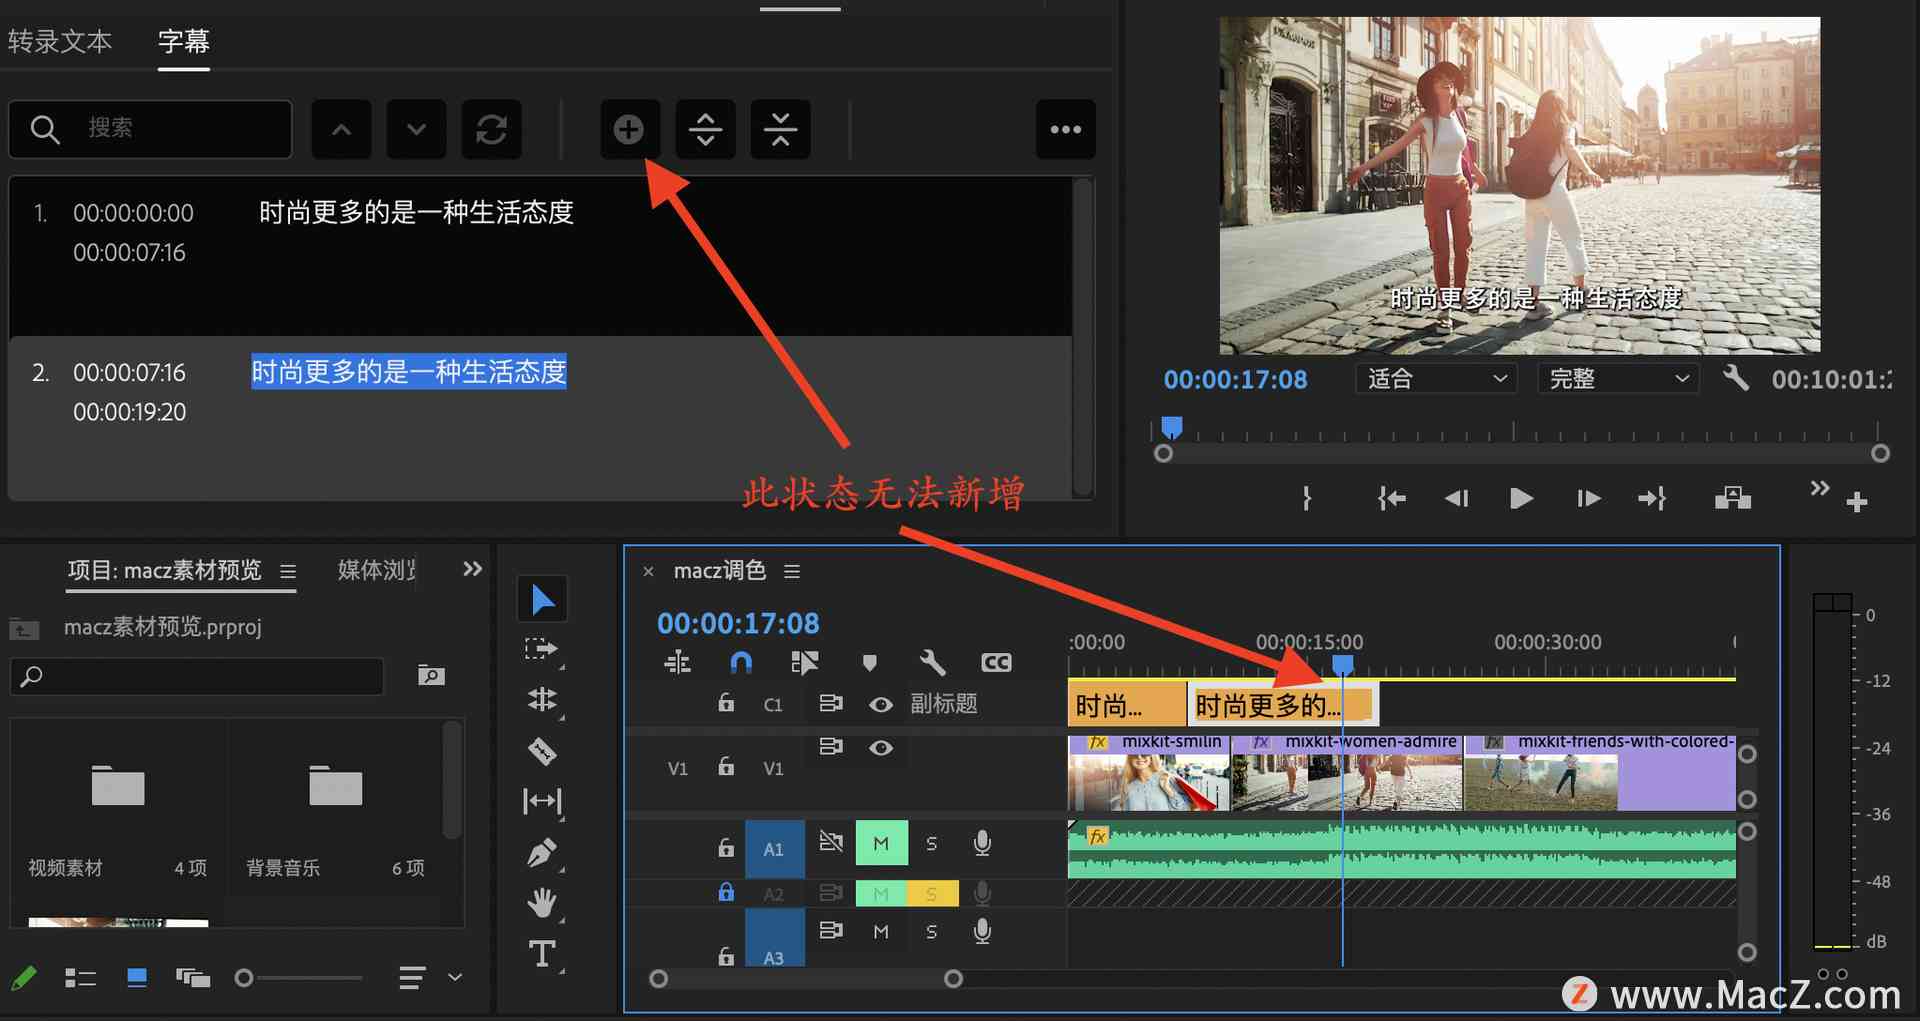 转录文本 字幕
搜索
1. 00:00:00:00 时尚更多的是一种生活态度
00:00:07:16
2. 00:00:07:16 时尚更多的是一种生活态度
00:00:19:20
此状态无法新增
时尚更多的是一种生活态度
00:00:17:08 适合 完整 00:10:01:
项目: macz素材预览 媒体浏
macz素材预览.prproj
视频素材 4 项 背景音乐 6 项
× macz调色
00:00:17:08
:00:00 00:00:15:00 00:00:30:00
CC
C1 副标题 时尚... 时尚更多的...
V1 V1 fx mixkit-smilin fx mixkit-women-admire fx mixkit-friends-with-colored-
A1 M S fx
A2 M S
A3 M S
0
-12
-24
-36
-48
dB
T
Z www.MacZ.com